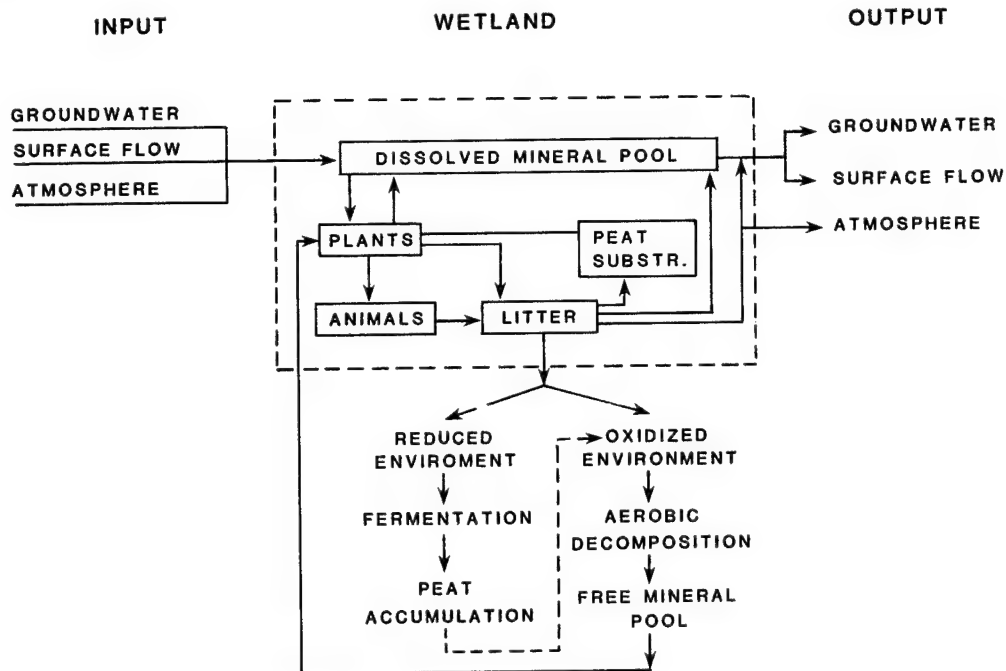 INPUT
WETLAND
OUTPUT
GROUNDWATER
SURFACE FLOW
ATMOSPHERE
DISSOLVED MINERAL POOL
GROUNDWATER
SURFACE FLOW
ATMOSPHERE
PLANTS
PEAT
SUBSTR.
ANIMALS
LITTER
REDUCED
ENVIROMENT
FERMENTATION
PEAT
ACCUMULATION
OXIDIZED
ENVIRONMENT
AEROBIC
DECOMPOSITION
FREE MINERAL
POOL